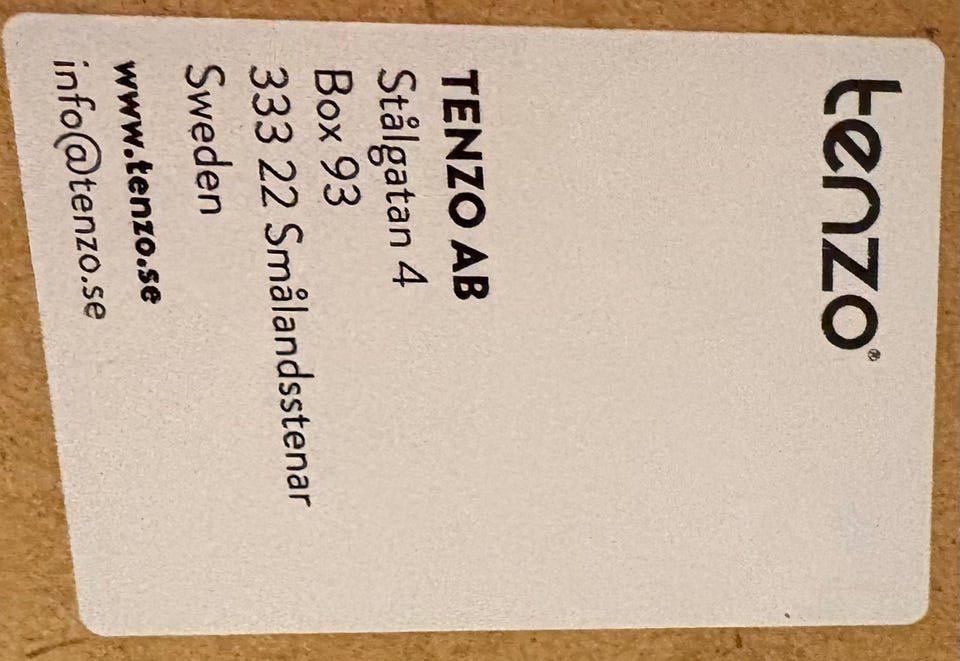 tenzo®
TENZO AB
Stålgatan 4
Box 93
333 22 Smålandsstenar
Sweden
www.tenzo.se
info@tenzo.se